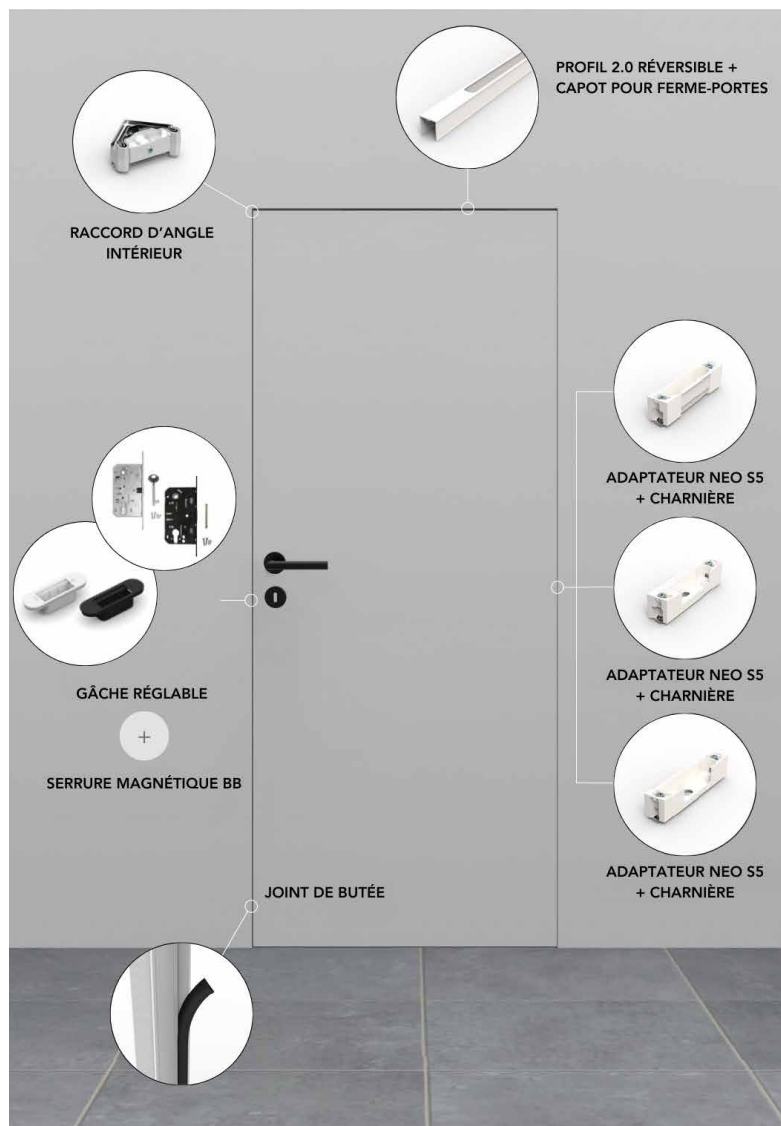 PROFIL 2.0 RÉVERSIBLE +
CAPOT POUR FERME-PORTES
RACCORD D'ANGLE
INTÉRIEUR
ADAPTATEUR NEO S5
+ CHARNIÈRE
ADAPTATEUR NEO S5
+ CHARNIÈRE
GÂCHE RÉGLABLE
+
SERRURE MAGNÉTIQUE BB
ADAPTATEUR NEO S5
+ CHARNIÈRE
JOINT DE BUTÉE